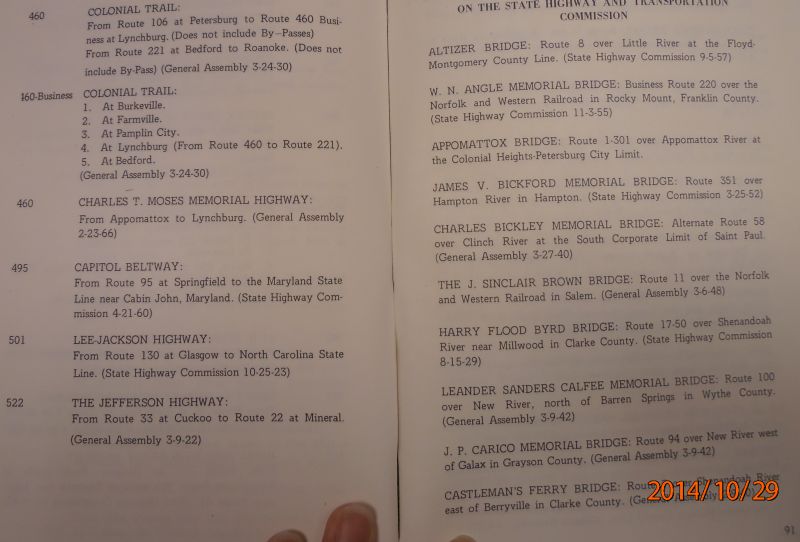 460
COLONIAL TRAIL:
From Route 106 at Petersburg to Route 460 Busi-
ness at Lynchburg. (Does not include By-Passes)
From Route 221 at Bedford to Roanoke. (Does not
include By-Pass) (General Assembly 3-24-30)
160-Business
COLONIAL TRAIL:
1. At Burkeville.
2. At Farmville.
3. At Pamplin City.
4. At Lynchburg (From Route 460 to Route 221).
5. At Bedford.
(General Assembly 3-24-30)
460
CHARLES T. MOSES MEMORIAL HIGHWAY:
From Appomattox to Lynchburg. (General Assembly
2-23-66)
495
CAPITOL BELTWAY:
From Route 95 at Springfield to the Maryland State
Line near Cabin John, Maryland. (State Highway Com-
mission 4-21-60)
501
LEE-JACKSON HIGHWAY:
From Route 130 at Glasgow to North Carolina State
Line. (State Highway Commission 10-25-23)
522
THE JEFFERSON HIGHWAY:
From Route 33 at Cuckoo to Route 22 at Mineral.
(General Assembly 3-9-22)
ON THE STATE HIGHWAY AND TRANSPORTATION
COMMISSION
ALTIZER BRIDGE: Route 8 over Little River at the Floyd-
Montgomery County Line. (State Highway Commission 9-5-57)
W. N. ANGLE MEMORIAL BRIDGE: Business Route 220 over the
Norfolk and Western Railroad in Rocky Mount, Franklin County.
(State Highway Commission 11-3-55)
APPOMATTOX BRIDGE: Route 1-301 over Appomattox River at
the Colonial Heights-Petersburg City Limit.
JAMES V. BICKFORD MEMORIAL BRIDGE: Route 351 over
Hampton River in Hampton. (State Highway Commission 3-25-52)
CHARLES BICKLEY MEMORIAL BRIDGE: Alternate Route 58
over Clinch River at the South Corporate Limit of Saint Paul.
(General Assembly 3-27-40)
THE J. SINCLAIR BROWN BRIDGE: Route 11 over the Norfolk
and Western Railroad in Salem. (General Assembly 3-6-48)
HARRY FLOOD BYRD BRIDGE: Route 17-50 over Shenandoah
River near Millwood in Clarke County. (State Highway Commission
8-15-29)
LEANDER SANDERS CALFEE MEMORIAL BRIDGE: Route 100
over New River, north of Barren Springs in Wythe County.
(General Assembly 3-9-42)
J. P. CARICO MEMORIAL BRIDGE: Route 94 over New River west
of Galax in Grayson County. (General Assembly 3-9-42)
CASTLEMAN'S FERRY BRIDGE: Shenandoah River
east of Berryville in Clarke County.
2014/10/29
91